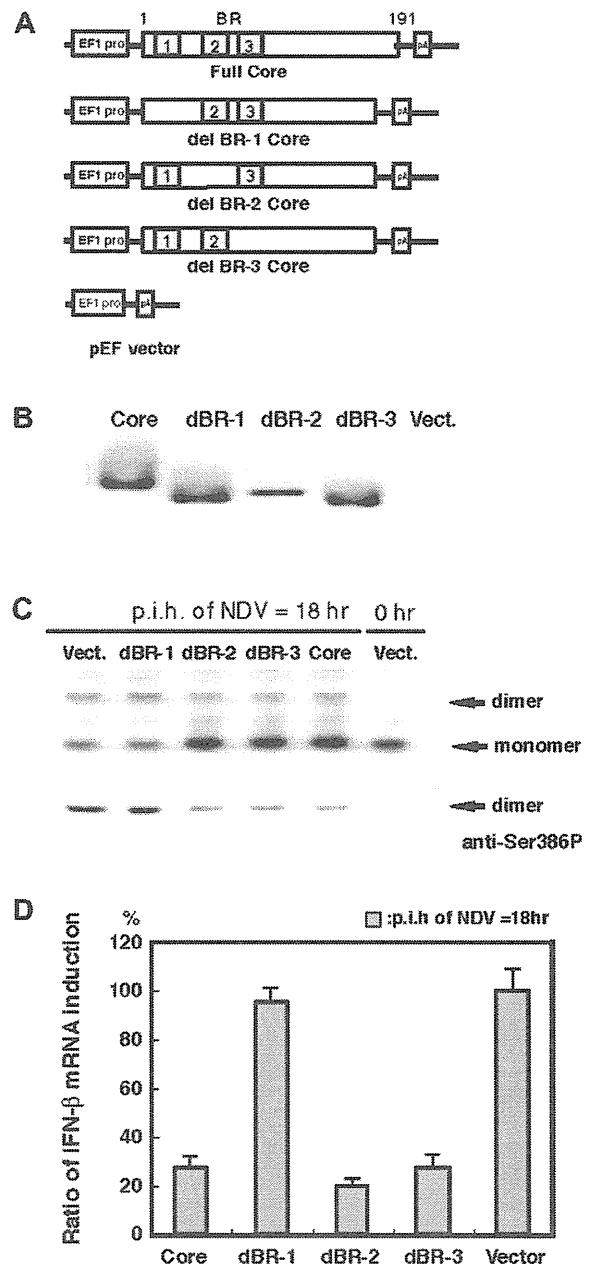 A
1 BR 191
EF1 pro 1 2 3 pA
Full Core
EF1 pro 2 3 pA
del BR-1 Core
EF1 pro 1 3 pA
del BR-2 Core
EF1 pro 1 2 pA
del BR-3 Core
EF1 pro pA
pEF vector
B
Core dBR-1 dBR-2 dBR-3 Vect.
C
p.i.h. of NDV = 18 hr 0 hr
Vect. dBR-1 dBR-2 dBR-3 Core Vect.
dimer
monomer
dimer
anti-Ser386P
D
% :p.i.h of NDV =18hr
Ratio of IFN-β mRNA induction
120
100
80
60
40
20
0
Core dBR-1 dBR-2 dBR-3 Vector